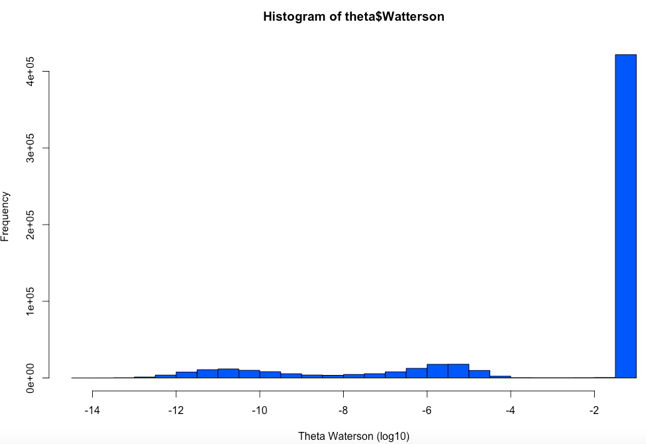 Histogram of theta$Watterson
Frequency
4e+05
3e+05
2e+05
1e+05
0e+00
-14 -12 -10 -8 -6 -4 -2
Theta Waterson (log10)